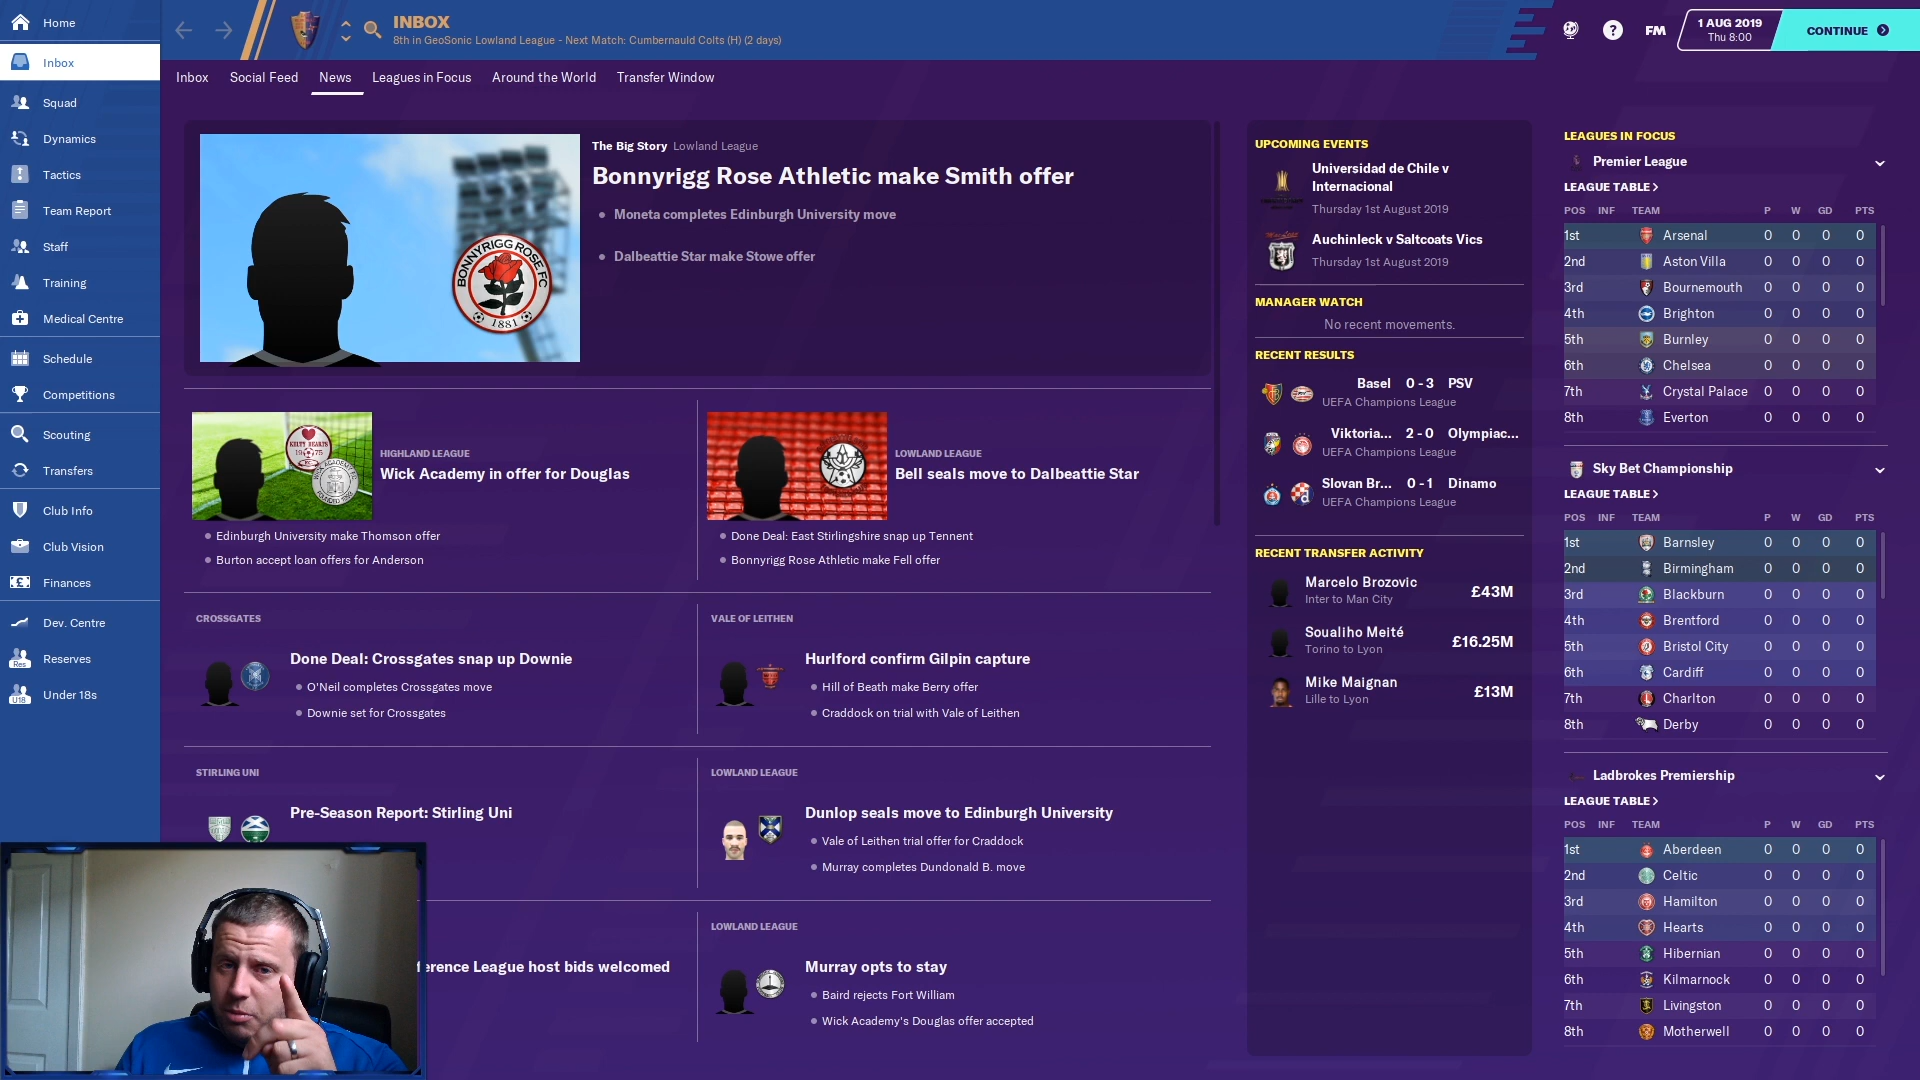 Home
Inbox
Squad
Dynamics
Tactics
Team Report
Staff
Training
Medical Centre
Schedule
Competitions
Scouting
Transfers
Club Info
Club Vision
Finances
Dev. Centre
Res
Reserves
U18
Under 18s
INBOX
8th in GeoSonic Lowland League - Next Match: Cumbernauld Colts (H) (2 days)
?
FM
1 AUG 2019
Thu 8:00
CONTINUE
Inbox Social Feed News Leagues in Focus Around the World Transfer Window
The Big Story Lowland League
Bonnyrigg Rose Athletic make Smith offer
Moneta completes Edinburgh University move
Dalbeattie Star make Stowe offer
BONNYRIGG ROSE FC
1881
HIGHLAND LEAGUE
Wick Academy in offer for Douglas
Edinburgh University make Thomson offer
Burton accept loan offers for Anderson
LOWLAND LEAGUE
Bell seals move to Dalbeattie Star
Done Deal: East Stirlingshire snap up Tennent
Bonnyrigg Rose Athletic make Fell offer
CROSSGATES
Done Deal: Crossgates snap up Downie
O'Neil completes Crossgates move
Downie set for Crossgates
VALE OF LEITHEN
Hurlford confirm Gilpin capture
Hill of Beath make Berry offer
Craddock on trial with Vale of Leithen
STIRLING UNI
Pre-Season Report: Stirling Uni
LOWLAND LEAGUE
Dunlop seals move to Edinburgh University
Vale of Leithen trial offer for Craddock
Murray completes Dundonald B. move
ference League host bids welcomed
LOWLAND LEAGUE
Murray opts to stay
Baird rejects Fort William
Wick Academy's Douglas offer accepted
UPCOMING EVENTS
Universidad de Chile v
Internacional
Thursday 1st August 2019
Auchinleck v Saltcoats Vics
Thursday 1st August 2019
MANAGER WATCH
No recent movements.
RECENT RESULTS
Basel 0 - 3 PSV
UEFA Champions League
Viktoria... 2 - 0 Olympiac...
UEFA Champions League
Slovan Br... 0 - 1 Dinamo
UEFA Champions League
RECENT TRANSFER ACTIVITY
Marcelo Brozovic £43M
Inter to Man City
Soualiho Meité £16.25M
Torino to Lyon
Mike Maignan £13M
Lille to Lyon
LEAGUES IN FOCUS
Premier League
LEAGUE TABLE >
POS INF TEAM P W GD PTS
1st Arsenal 0 0 0 0
2nd Aston Villa 0 0 0 0
3rd Bournemouth 0 0 0 0
4th Brighton 0 0 0 0
5th Burnley 0 0 0 0
6th Chelsea 0 0 0 0
7th Crystal Palace 0 0 0 0
8th Everton 0 0 0 0
Sky Bet Championship
LEAGUE TABLE >
POS INF TEAM P W GD PTS
1st Barnsley 0 0 0 0
2nd Birmingham 0 0 0 0
3rd Blackburn 0 0 0 0
4th Brentford 0 0 0 0
5th Bristol City 0 0 0 0
6th Cardiff 0 0 0 0
7th Charlton 0 0 0 0
8th Derby 0 0 0 0
Ladbrokes Premiership
LEAGUE TABLE >
POS INF TEAM P W GD PTS
1st Aberdeen 0 0 0 0
2nd Celtic 0 0 0 0
3rd Hamilton 0 0 0 0
4th Hearts 0 0 0 0
5th Hibernian 0 0 0 0
6th Kilmarnock 0 0 0 0
7th Livingston 0 0 0 0
8th Motherwell 0 0 0 0